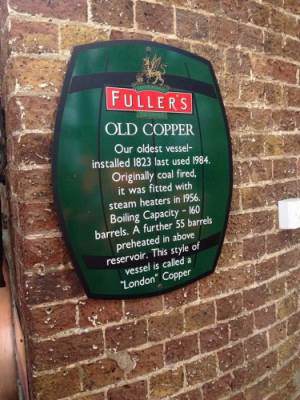 FULLER'S
OLD COPPER
Our oldest vessel-
installed 1823 last used 1984.
Originally coal fired,
it was fitted with
steam heaters in 1956.
Boiling Capacity - 160
barrels. A further 55 barrels
preheated in above
reservoir. This style of
vessel is called a
"London" Copper